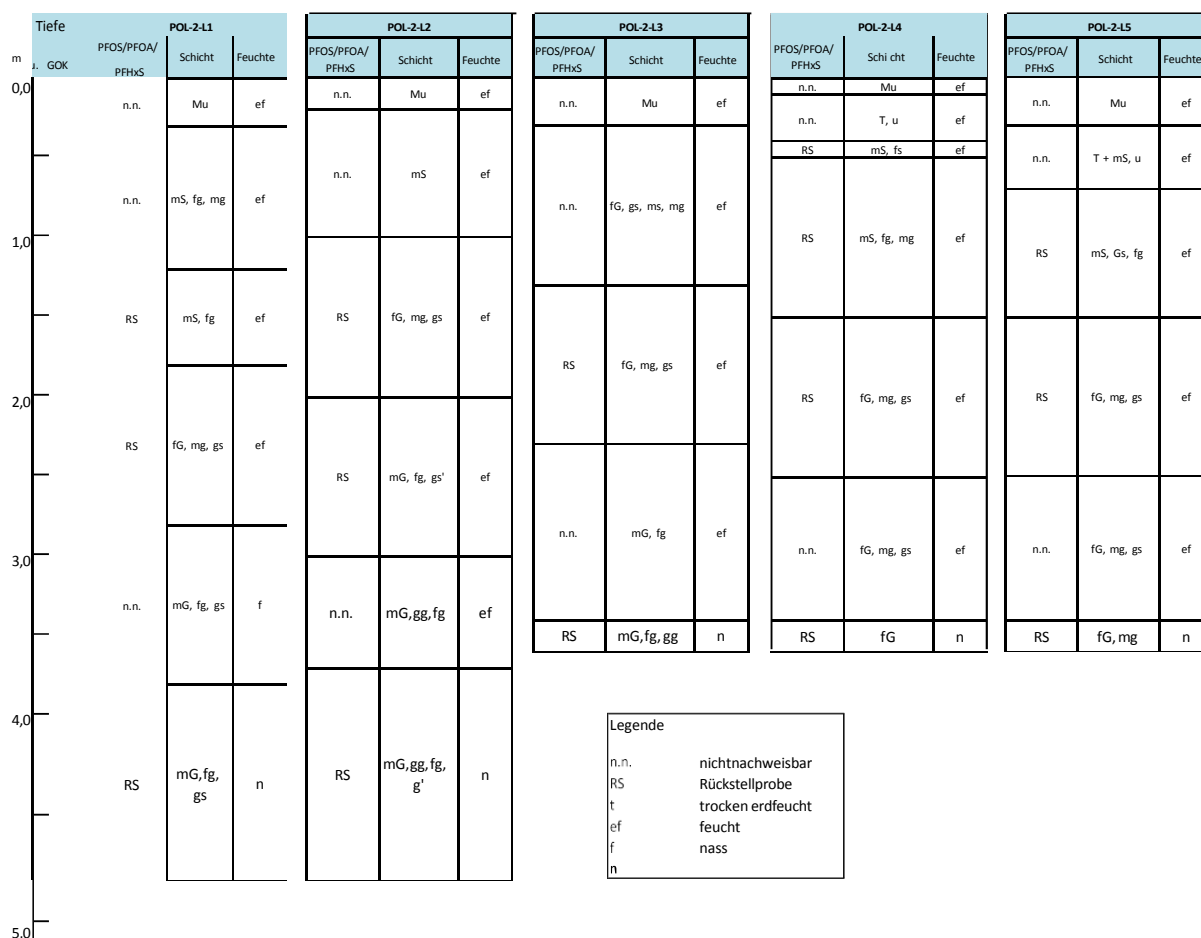 Tiefe
m u. GOK
POL-2-L1
PFOS/PFOA/
PFHxS
Schicht
Feuchte
n.n. Mu ef
n.n. mS, fg, mg ef
RS mS, fg ef
RS fG, mg, gs ef
n.n. mG, fg, gs f
RS mG,fg,
gs n
POL-2-L2
PFOS/PFOA/
PFHxS
Schicht
Feuchte
n.n. Mu ef
n.n. mS ef
RS fG, mg, gs ef
RS mG, fg, gs' ef
n.n. mG,gg,fg ef
RS mG,gg,fg,
g' n
POL-2-L3
PFOS/PFOA/
PFHxS
Schicht
Feuchte
n.n. Mu ef
n.n. fG, gs, ms, mg ef
RS fG, mg, gs ef
n.n. mG, fg ef
RS mG,fg,gg n
POL-2-L4
PFOS/PFOA/
PFHxS
Schi cht
Feuchte
n.n. Mu ef
n.n. T, u ef
RS mS, fs ef
RS mS, fg, mg ef
RS fG, mg, gs ef
n.n. fG, mg, gs ef
RS fG n
POL-2-L5
PFOS/PFOA/
PFHxS
Schicht
Feuchte
n.n. Mu ef
n.n. T + mS, u ef
RS mS, Gs, fg ef
RS fG, mg, gs ef
n.n. fG, mg, gs ef
RS fG, mg n
0,0
1,0
2,0
3,0
4,0
5,0
Legende
n.n. nichtnachweisbar
RS Rückstellprobe
t trocken erdfeucht
ef feucht
f nass
n